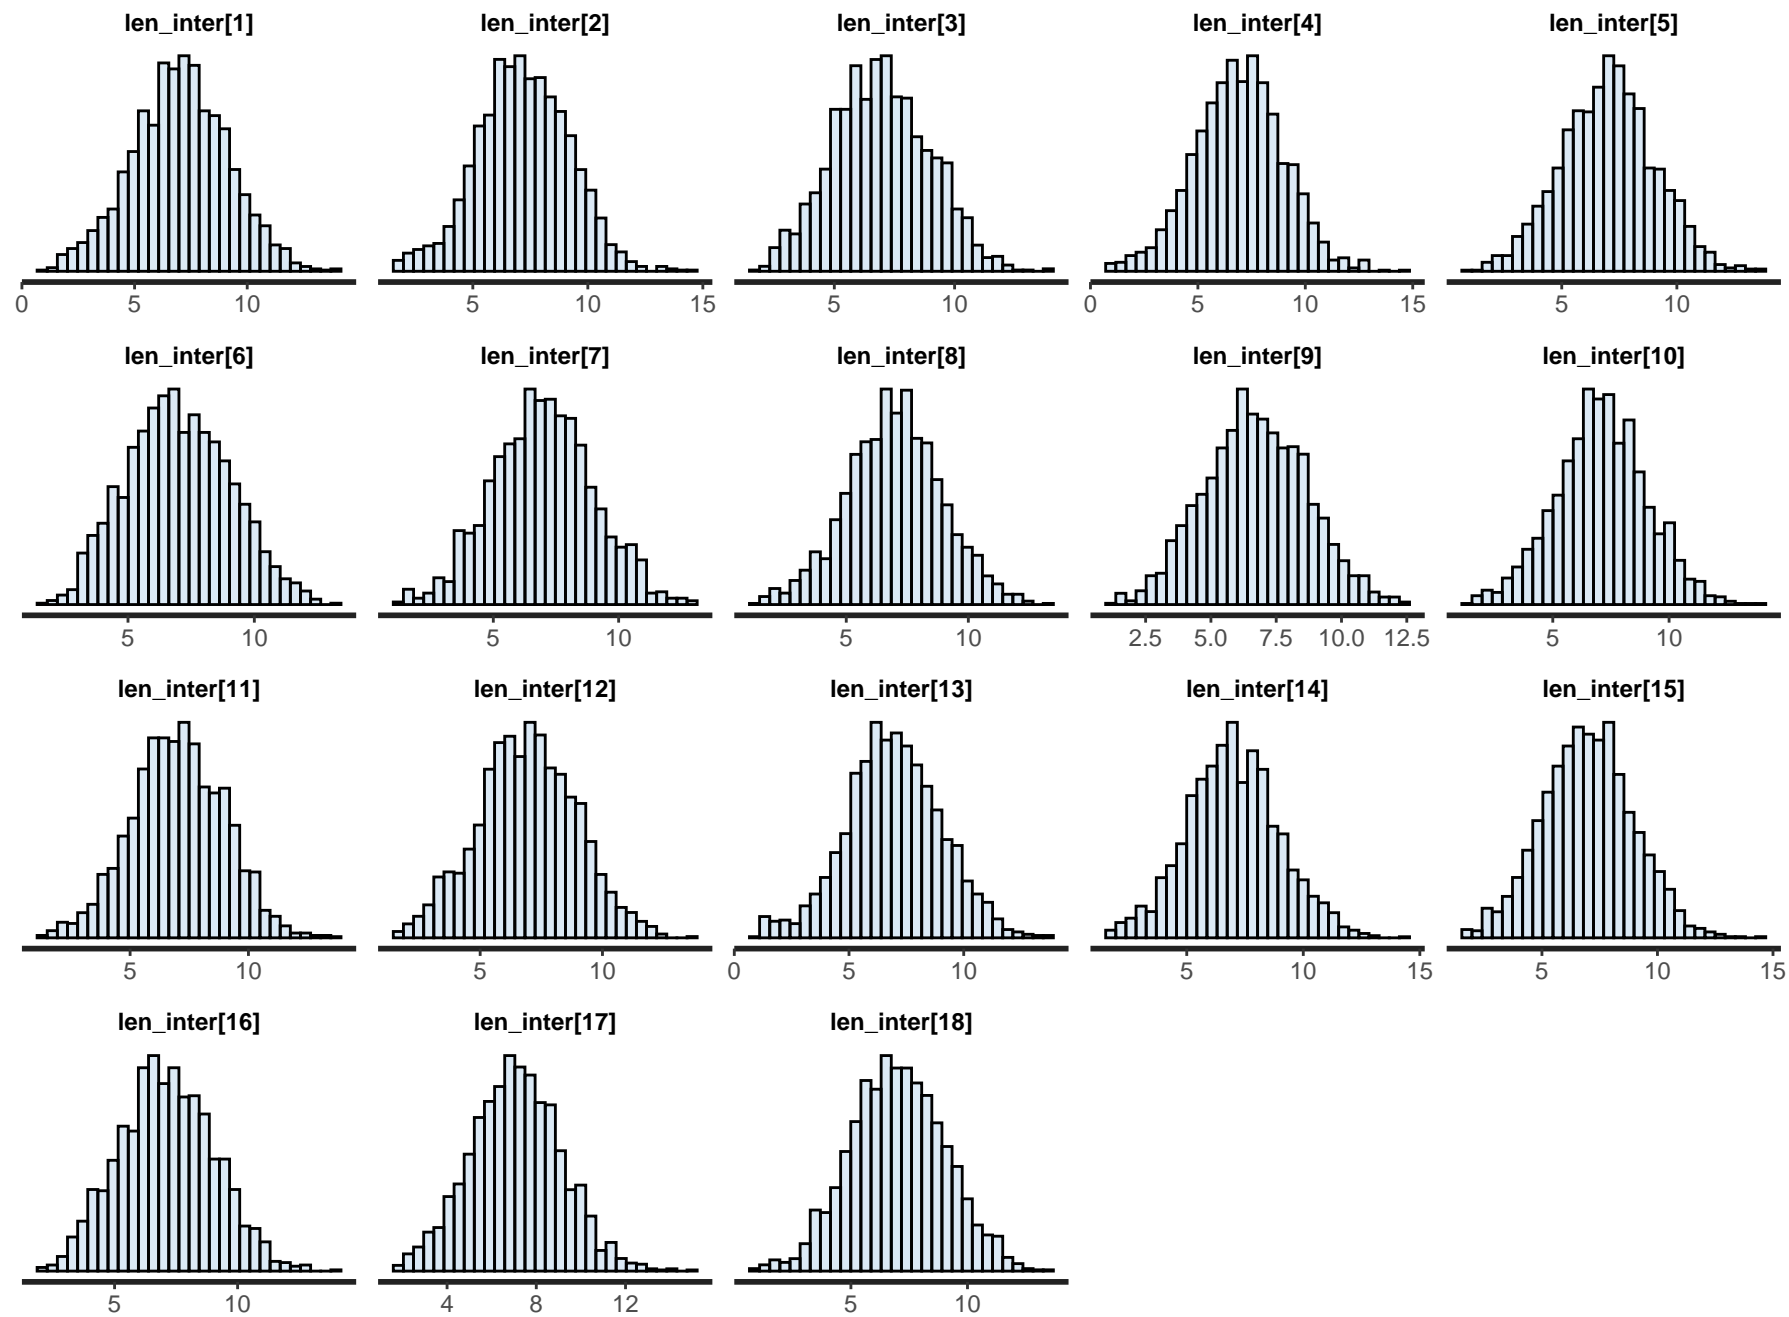 len_inter[1] len_inter[2] len_inter[3] len_inter[4] len_inter[5]
0 5 10 5 10 15 5 10 0 5 10 15 5 10
len_inter[6] len_inter[7] len_inter[8] len_inter[9] len_inter[10]
5 10 5 10 5 10 2.5 5.0 7.5 10.0 12.5 5 10
len_inter[11] len_inter[12] len_inter[13] len_inter[14] len_inter[15]
5 10 5 10 0 5 10 5 10 15 5 10 15
len_inter[16] len_inter[17] len_inter[18]
5 10 4 8 12 5 10